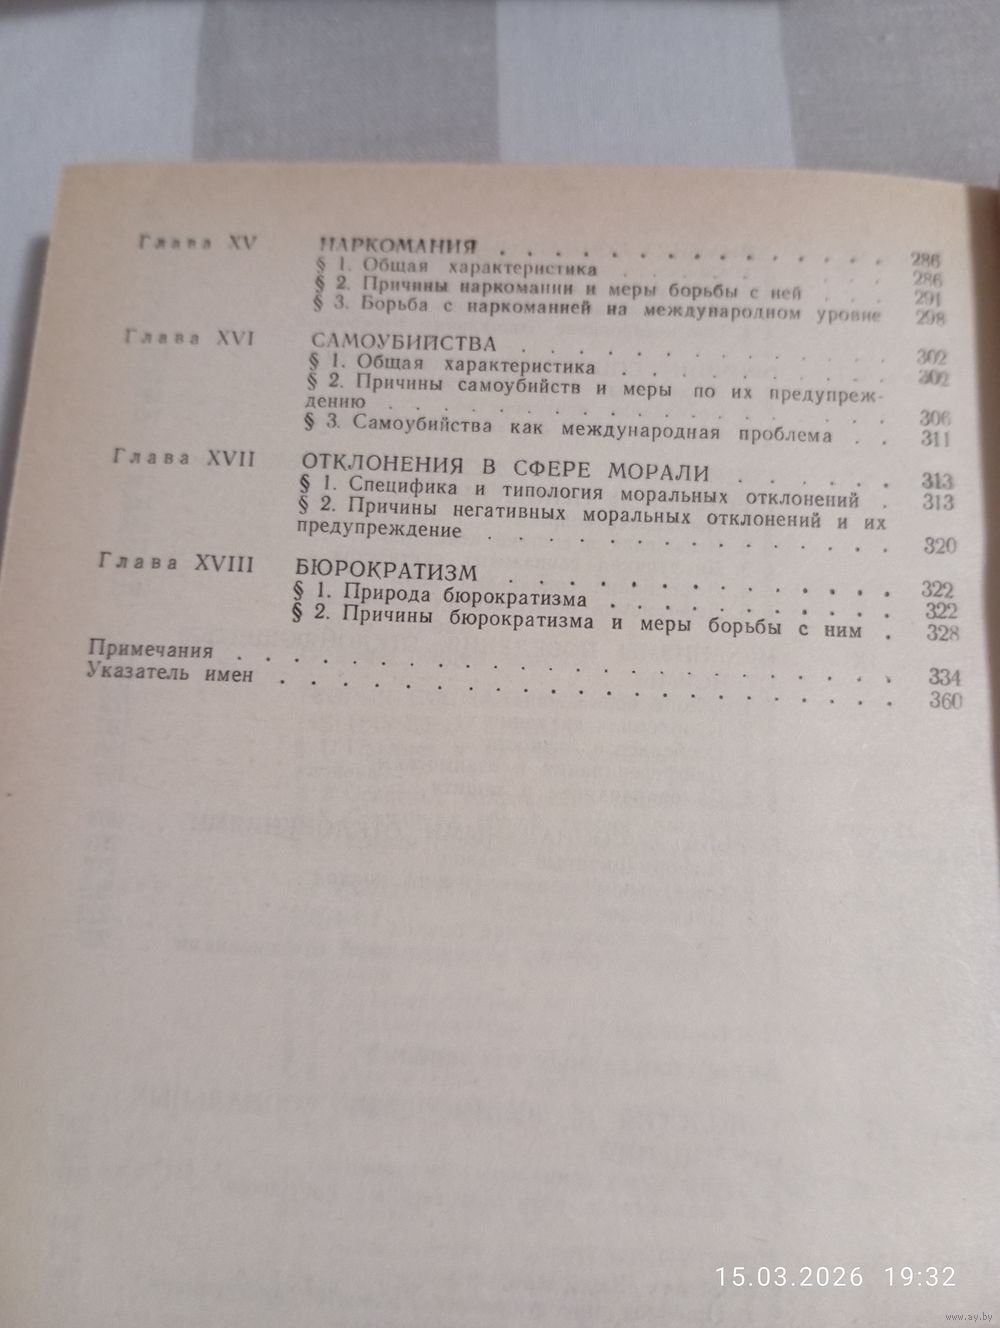 Глава XV НАРКОМАНИЯ . . . . . . . . . . . . . . 286
§ 1. Общая характеристика . . . . . . . . . . 286
§ 2. Причины наркомании и меры борьбы с ней . . . 291
§ 3. Борьба с наркоманией на международном уровне 298
Глава XVI САМОУБИЙСТВА . . . . . . . . . . . . . . 302
§ 1. Общая характеристика . . . . . . . . . . 302
§ 2. Причины самоубийств и меры по их предупреж-
дению . . . . . . . . . . . . . . . . . . 306
§ 3. Самоубийства как международная проблема . . 311
Глава XVII ОТКЛОНЕНИЯ В СФЕРЕ МОРАЛИ . . . . . . 313
§ 1. Специфика и типология моральных отклонений . 313
§ 2. Причины негативных моральных отклонений и их
предупреждение . . . . . . . . . . . . . . 320
Глава XVIII БЮРОКРАТИЗМ . . . . . . . . . . . . . . 322
§ 1. Природа бюрократизма . . . . . . . . . . . 322
§ 2. Причины бюрократизма и меры борьбы с ним . 328
Примечания . . . . . . . . . . . . . . . . . . . . . . . 334
Указатель имен . . . . . . . . . . . . . . . . . . . . . 360
15.03.2026 19:32
www.ay.by